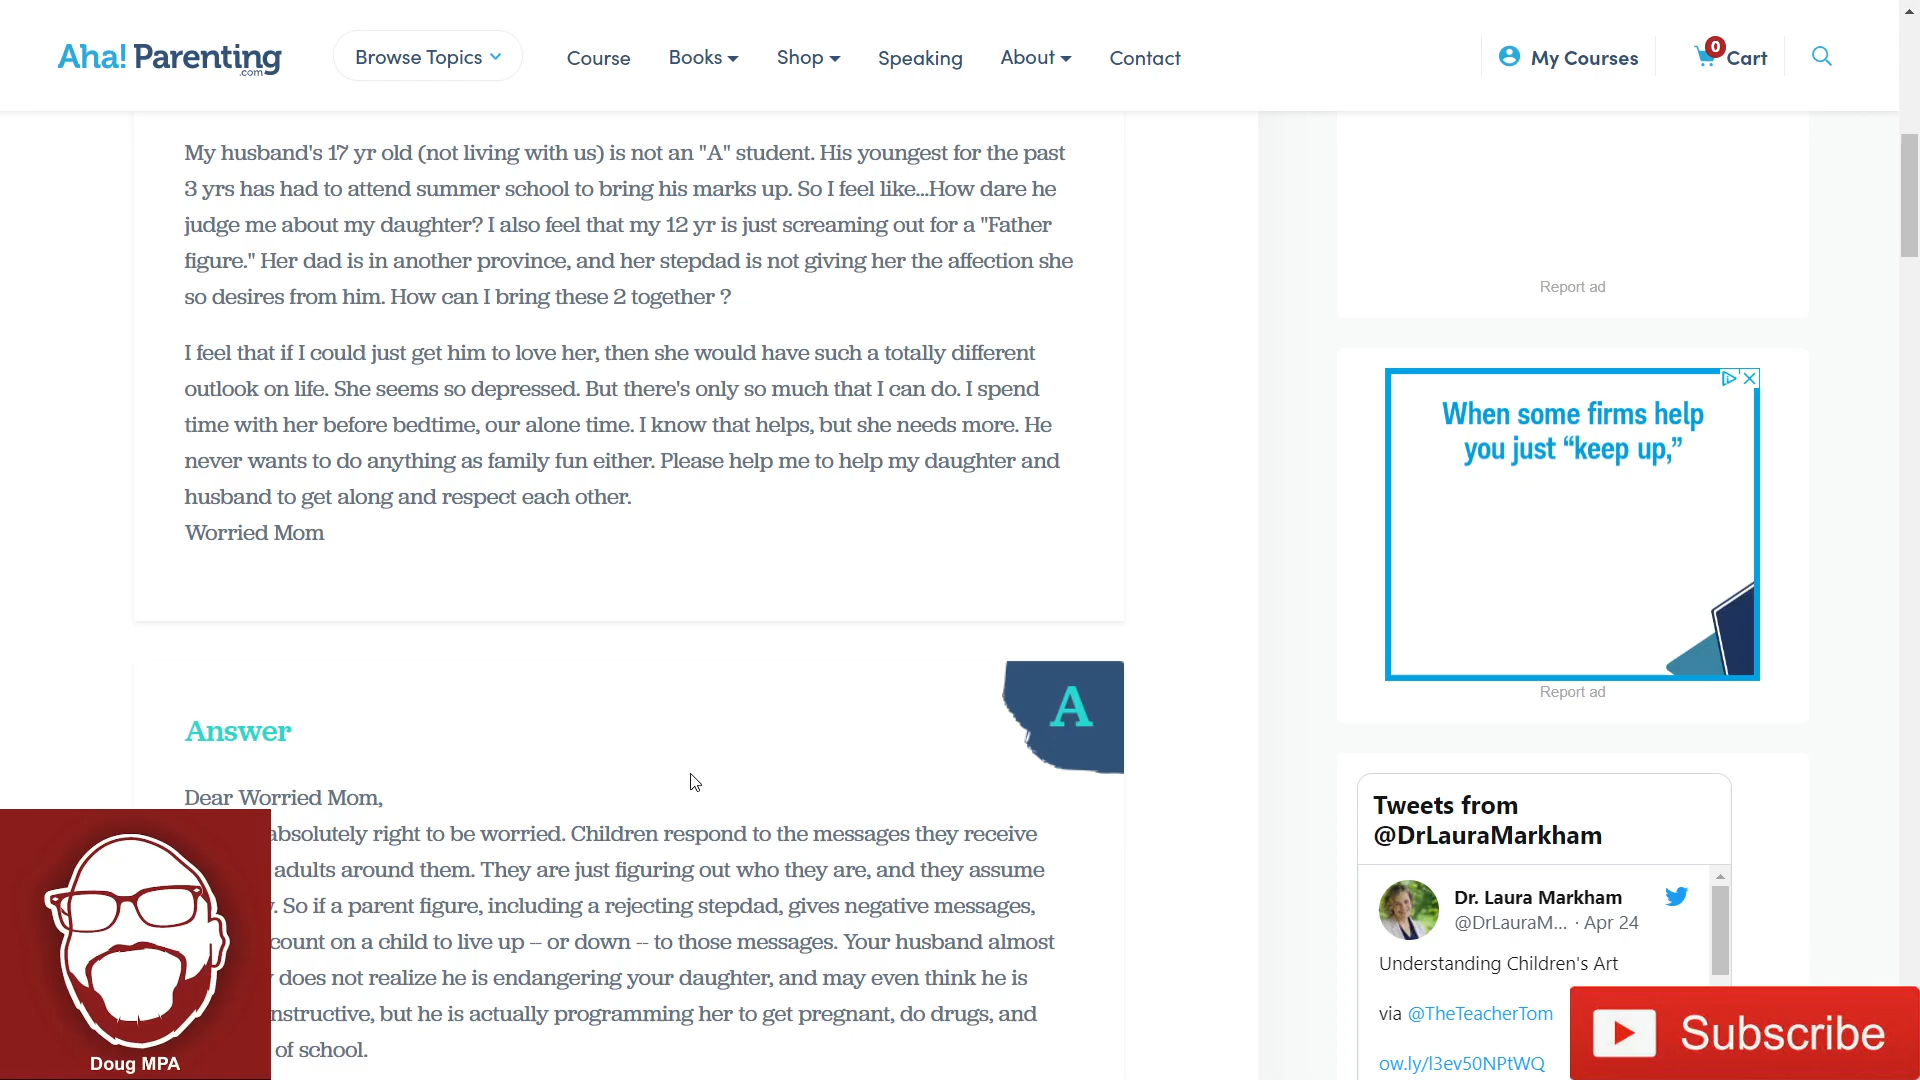 Aha! Parenting .com
Browse Topics
Course
Books
Shop
Speaking
About
Contact
My Courses
0
Cart
My husband's 17 yr old (not living with us) is not an "A" student. His youngest for the past
3 yrs has had to attend summer school to bring his marks up. So I feel like...How dare he
judge me about my daughter? I also feel that my 12 yr is just screaming out for a "Father
figure." Her dad is in another province, and her stepdad is not giving her the affection she
so desires from him. How can I bring these 2 together ?
I feel that if I could just get him to love her, then she would have such a totally different
outlook on life. She seems so depressed. But there's only so much that I can do. I spend
time with her before bedtime, our alone time. I know that helps, but she needs more. He
never wants to do anything as family fun either. Please help me to help my daughter and
husband to get along and respect each other.
Worried Mom
A
Answer
Dear Worried Mom,
absolutely right to be worried. Children respond to the messages they receive
adults around them. They are just figuring out who they are, and they assume
. So if a parent figure, including a rejecting stepdad, gives negative messages,
count on a child to live up -- or down -- to those messages. Your husband almost
does not realize he is endangering your daughter, and may even think he is
nstructive, but he is actually programming her to get pregnant, do drugs, and
of school.
Doug MPA
Report ad
When some firms help
you just “keep up,”
Report ad
Tweets from
@DrLauraMarkham
Dr. Laura Markham
@DrLauraM... · Apr 24
Understanding Children's Art
via @TheTeacherTom
ow.ly/l3ev50NPtWQ
Subscribe